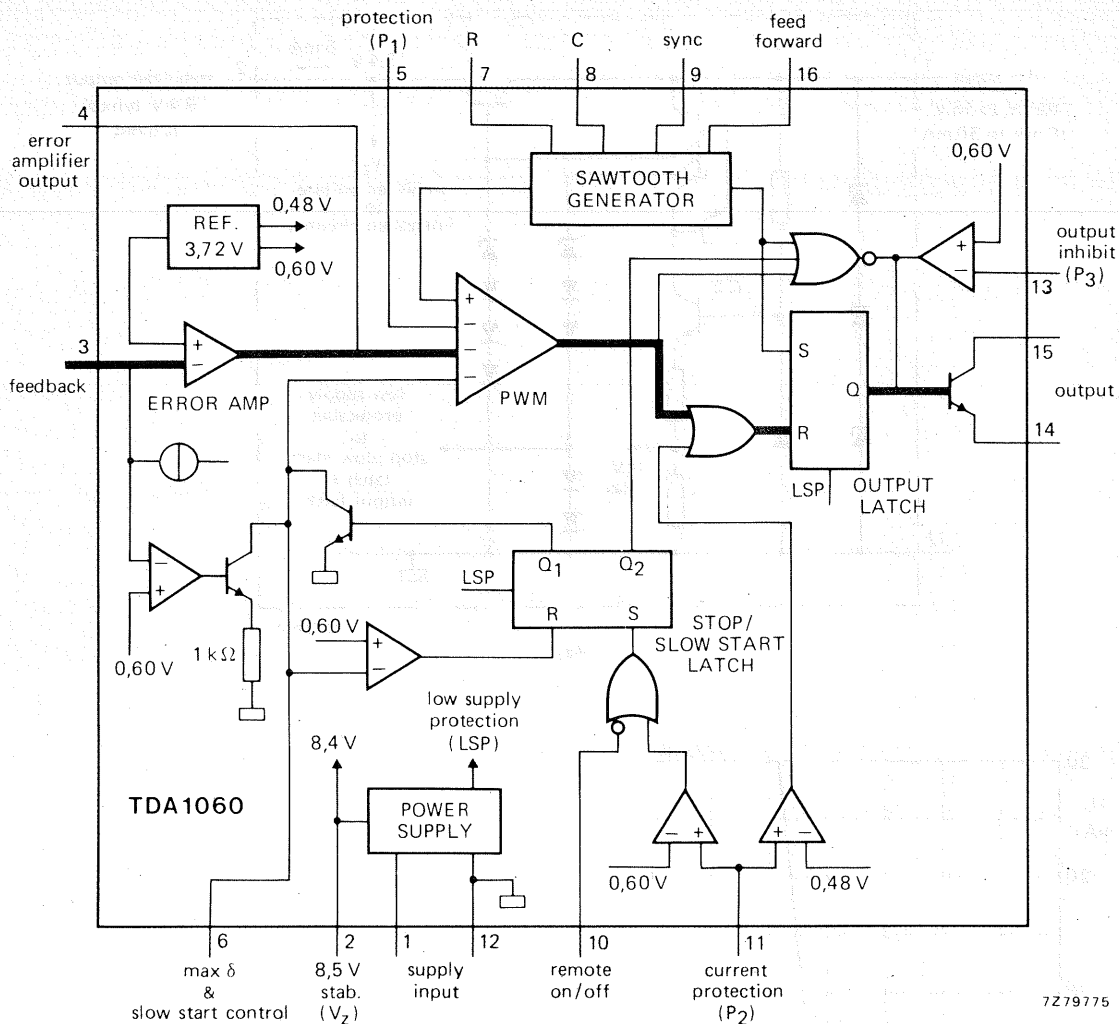 protection
(P1)
R
C
sync
feed
forward
5
7
8
9
16
4
error
amplifier
output
REF.
3,72 V
0,48 V
0,60 V
SAWTOOTH
GENERATOR
0,60 V
output
inhibit
(P3)
13
+
−
3
feedback
+
−
ERROR AMP
+
−
−
−
PWM
S
Q
R
LSP
OUTPUT
LATCH
15
output
14
−
+
0,60 V
1 kΩ
LSP
Q1
Q2
R
S
STOP/
SLOW START
LATCH
0,60 V
+
−
8,4 V
low supply
protection
(LSP)
TDA1060
POWER
SUPPLY
−
+
+
−
0,60 V
0,48 V
6
2
1
12
10
11
max δ
&
slow start control
8,5 V
stab.
(Vz)
supply
input
remote
on/off
current
protection
(P2)
7Z79775